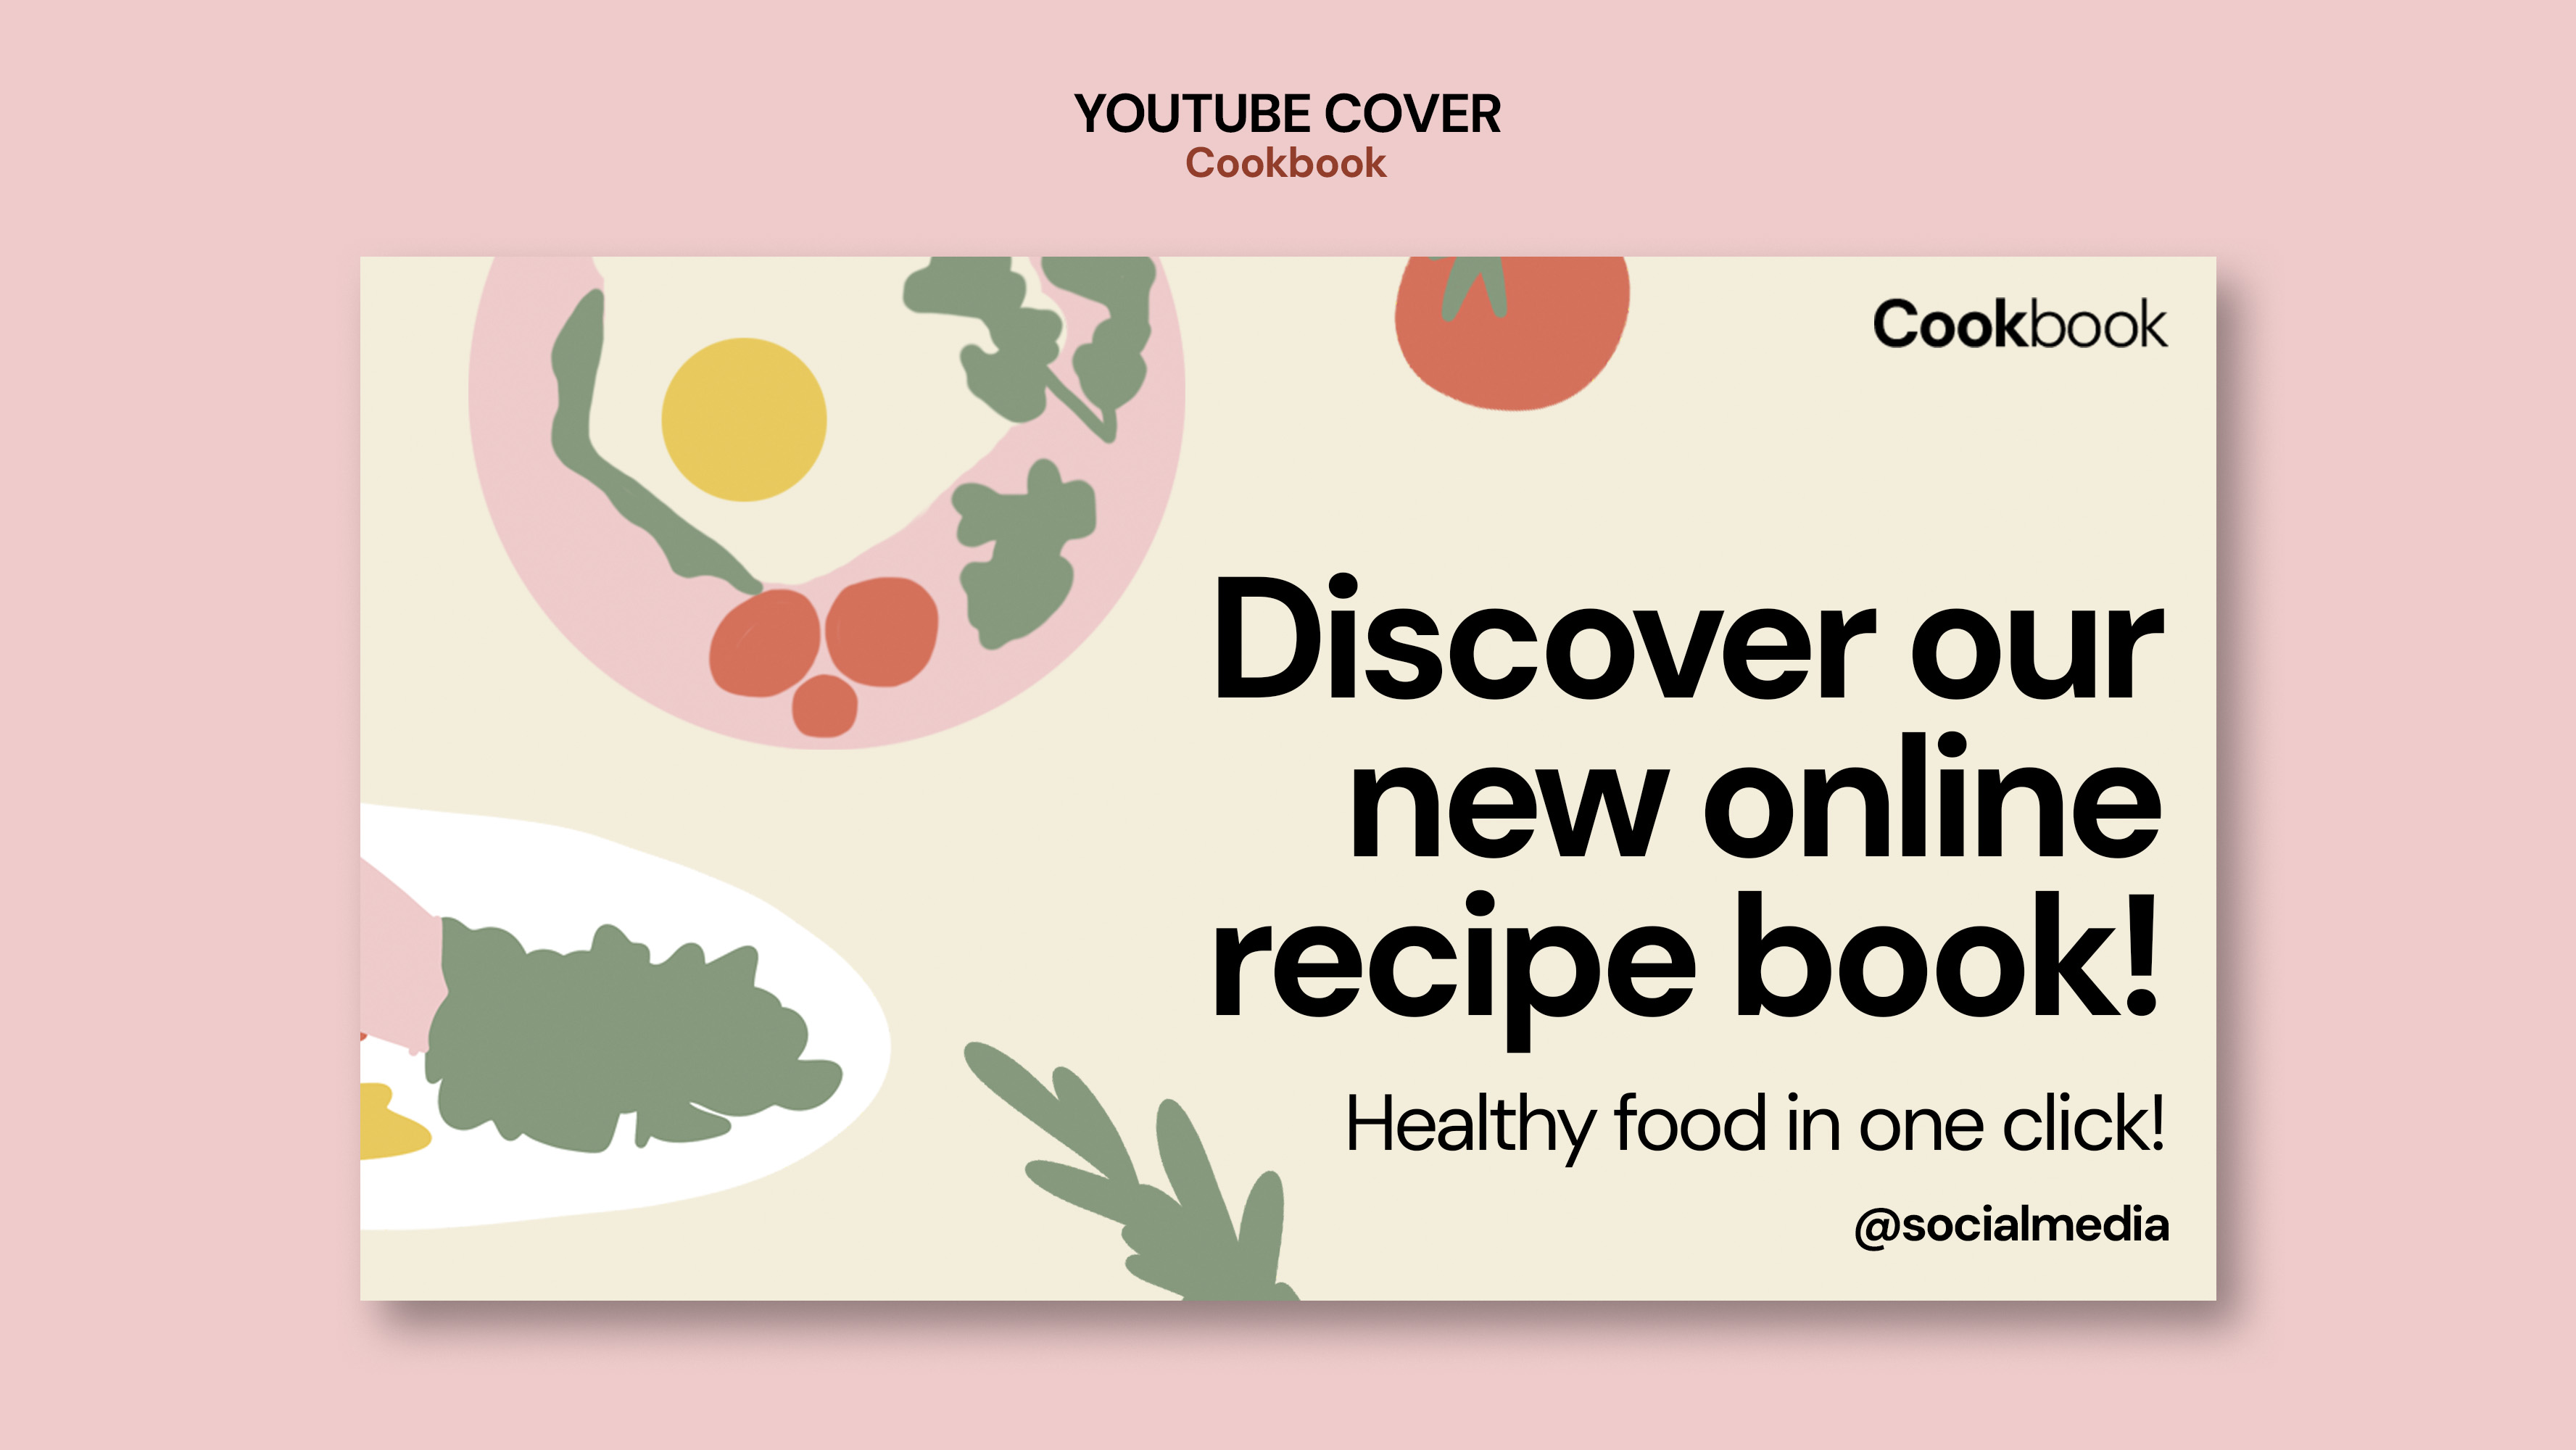 YOUTUBE COVER
Cookbook
Cookbook
Discover our
new online
recipe book!
Healthy food in one click!
@socialmedia